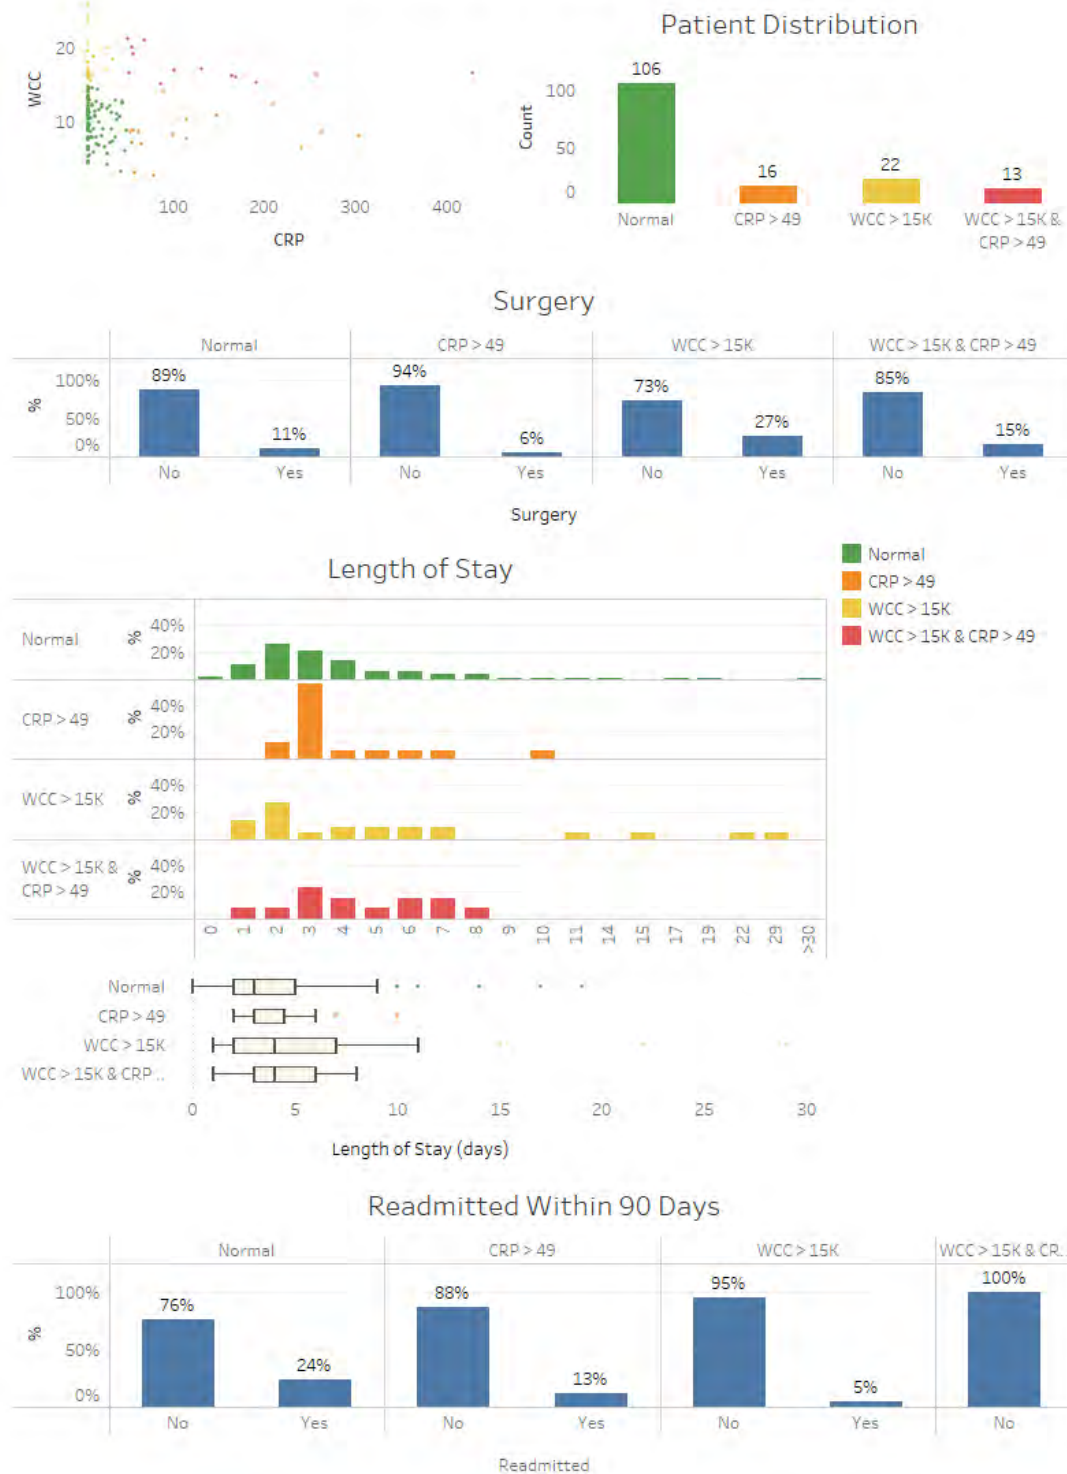 Patient Distribution
WCC
20
10
100
200
300
400
CRP
Count
100
50
0
106
16
22
13
Normal
CRP > 49
WCC > 15K
WCC > 15K &
CRP > 49
Surgery
Normal
CRP > 49
WCC > 15K
WCC > 15K & CRP > 49
%
100%
50%
0%
89%
11%
94%
6%
73%
27%
85%
15%
No
Yes
No
Yes
No
Yes
No
Yes
Surgery
Normal
CRP > 49
WCC > 15K
WCC > 15K & CRP > 49
Length of Stay
Normal
%
40%
20%
CRP > 49
%
40%
20%
WCC > 15K
%
40%
20%
WCC > 15K &
CRP > 49
%
40%
20%
0
1
2
3
4
5
6
7
8
9
10
11
14
15
17
19
22
29
>30
Normal
CRP > 49
WCC > 15K
WCC > 15K & CRP ..
0
5
10
15
20
25
30
Length of Stay (days)
Readmitted Within 90 Days
Normal
CRP > 49
WCC > 15K
WCC > 15K & CR..
%
100%
50%
0%
76%
24%
88%
13%
95%
5%
100%
No
Yes
No
Yes
No
Yes
No
Readmitted